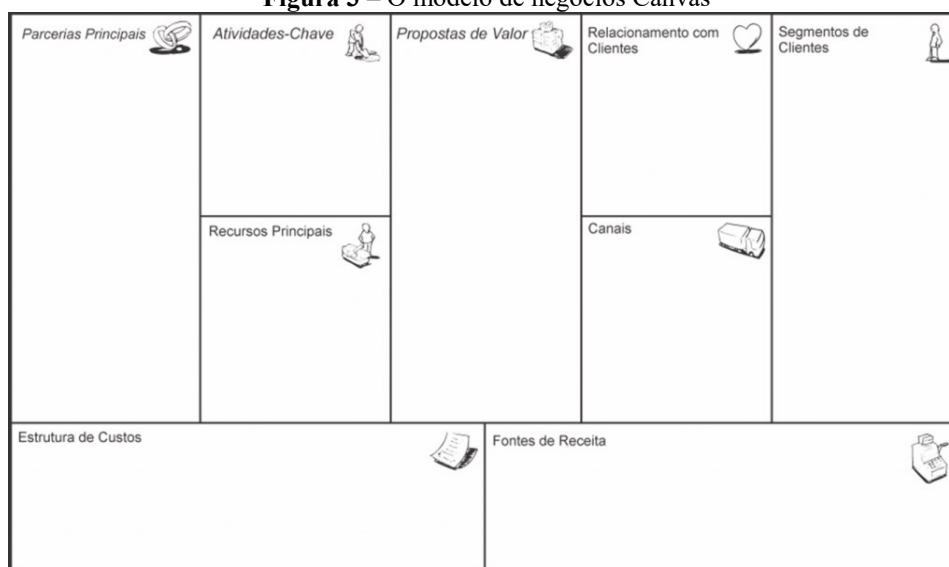 Figura 3 – O modelo de negócios Canvas
Parcerias Principais
Atividades-Chave
Propostas de Valor
Relacionamento com
Clientes
Segmentos de
Clientes
Recursos Principais
Canais
Estrutura de Custos
Fontes de Receita